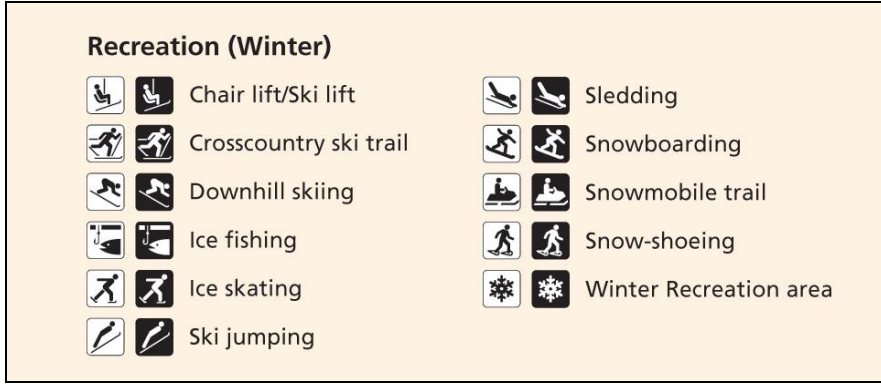 Recreation (Winter)
Chair lift/Ski lift
Crosscountry ski trail
Downhill skiing
Ice fishing
Ice skating
Ski jumping
Sledding
Snowboarding
Snowmobile trail
Snow-shoeing
Winter Recreation area